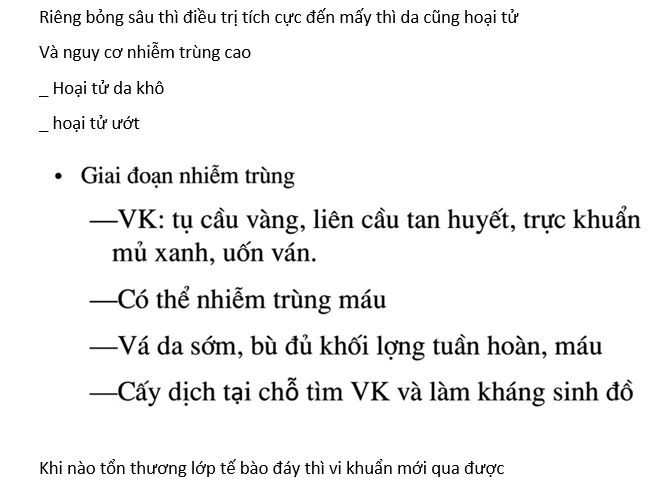 Riêng bỏng sâu thì điều trị tích cực đến mấy thì da cũng hoại tử
Và nguy cơ nhiễm trùng cao
_ Hoại tử da khô
_ hoại tử ướt
• Giai đoạn nhiễm trùng
—VK: tụ cầu vàng, liên cầu tan huyết, trực khuẩn
mủ xanh, uốn ván.
—Có thể nhiễm trùng máu
—Vá da sớm, bù đủ khối lợng tuần hoàn, máu
—Cấy dịch tại chỗ tìm VK và làm kháng sinh đồ
Khi nào tổn thương lớp tế bào đáy thì vi khuẩn mới qua được